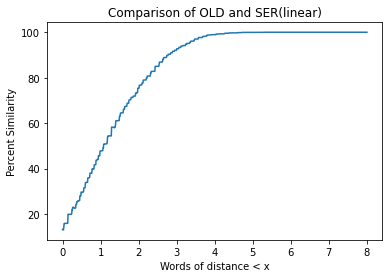 Comparison of OLD and SER(linear)
100
80
60
40
20
Percent Similarity
0 1 2 3 4 5 6 7 8
Words of distance < x